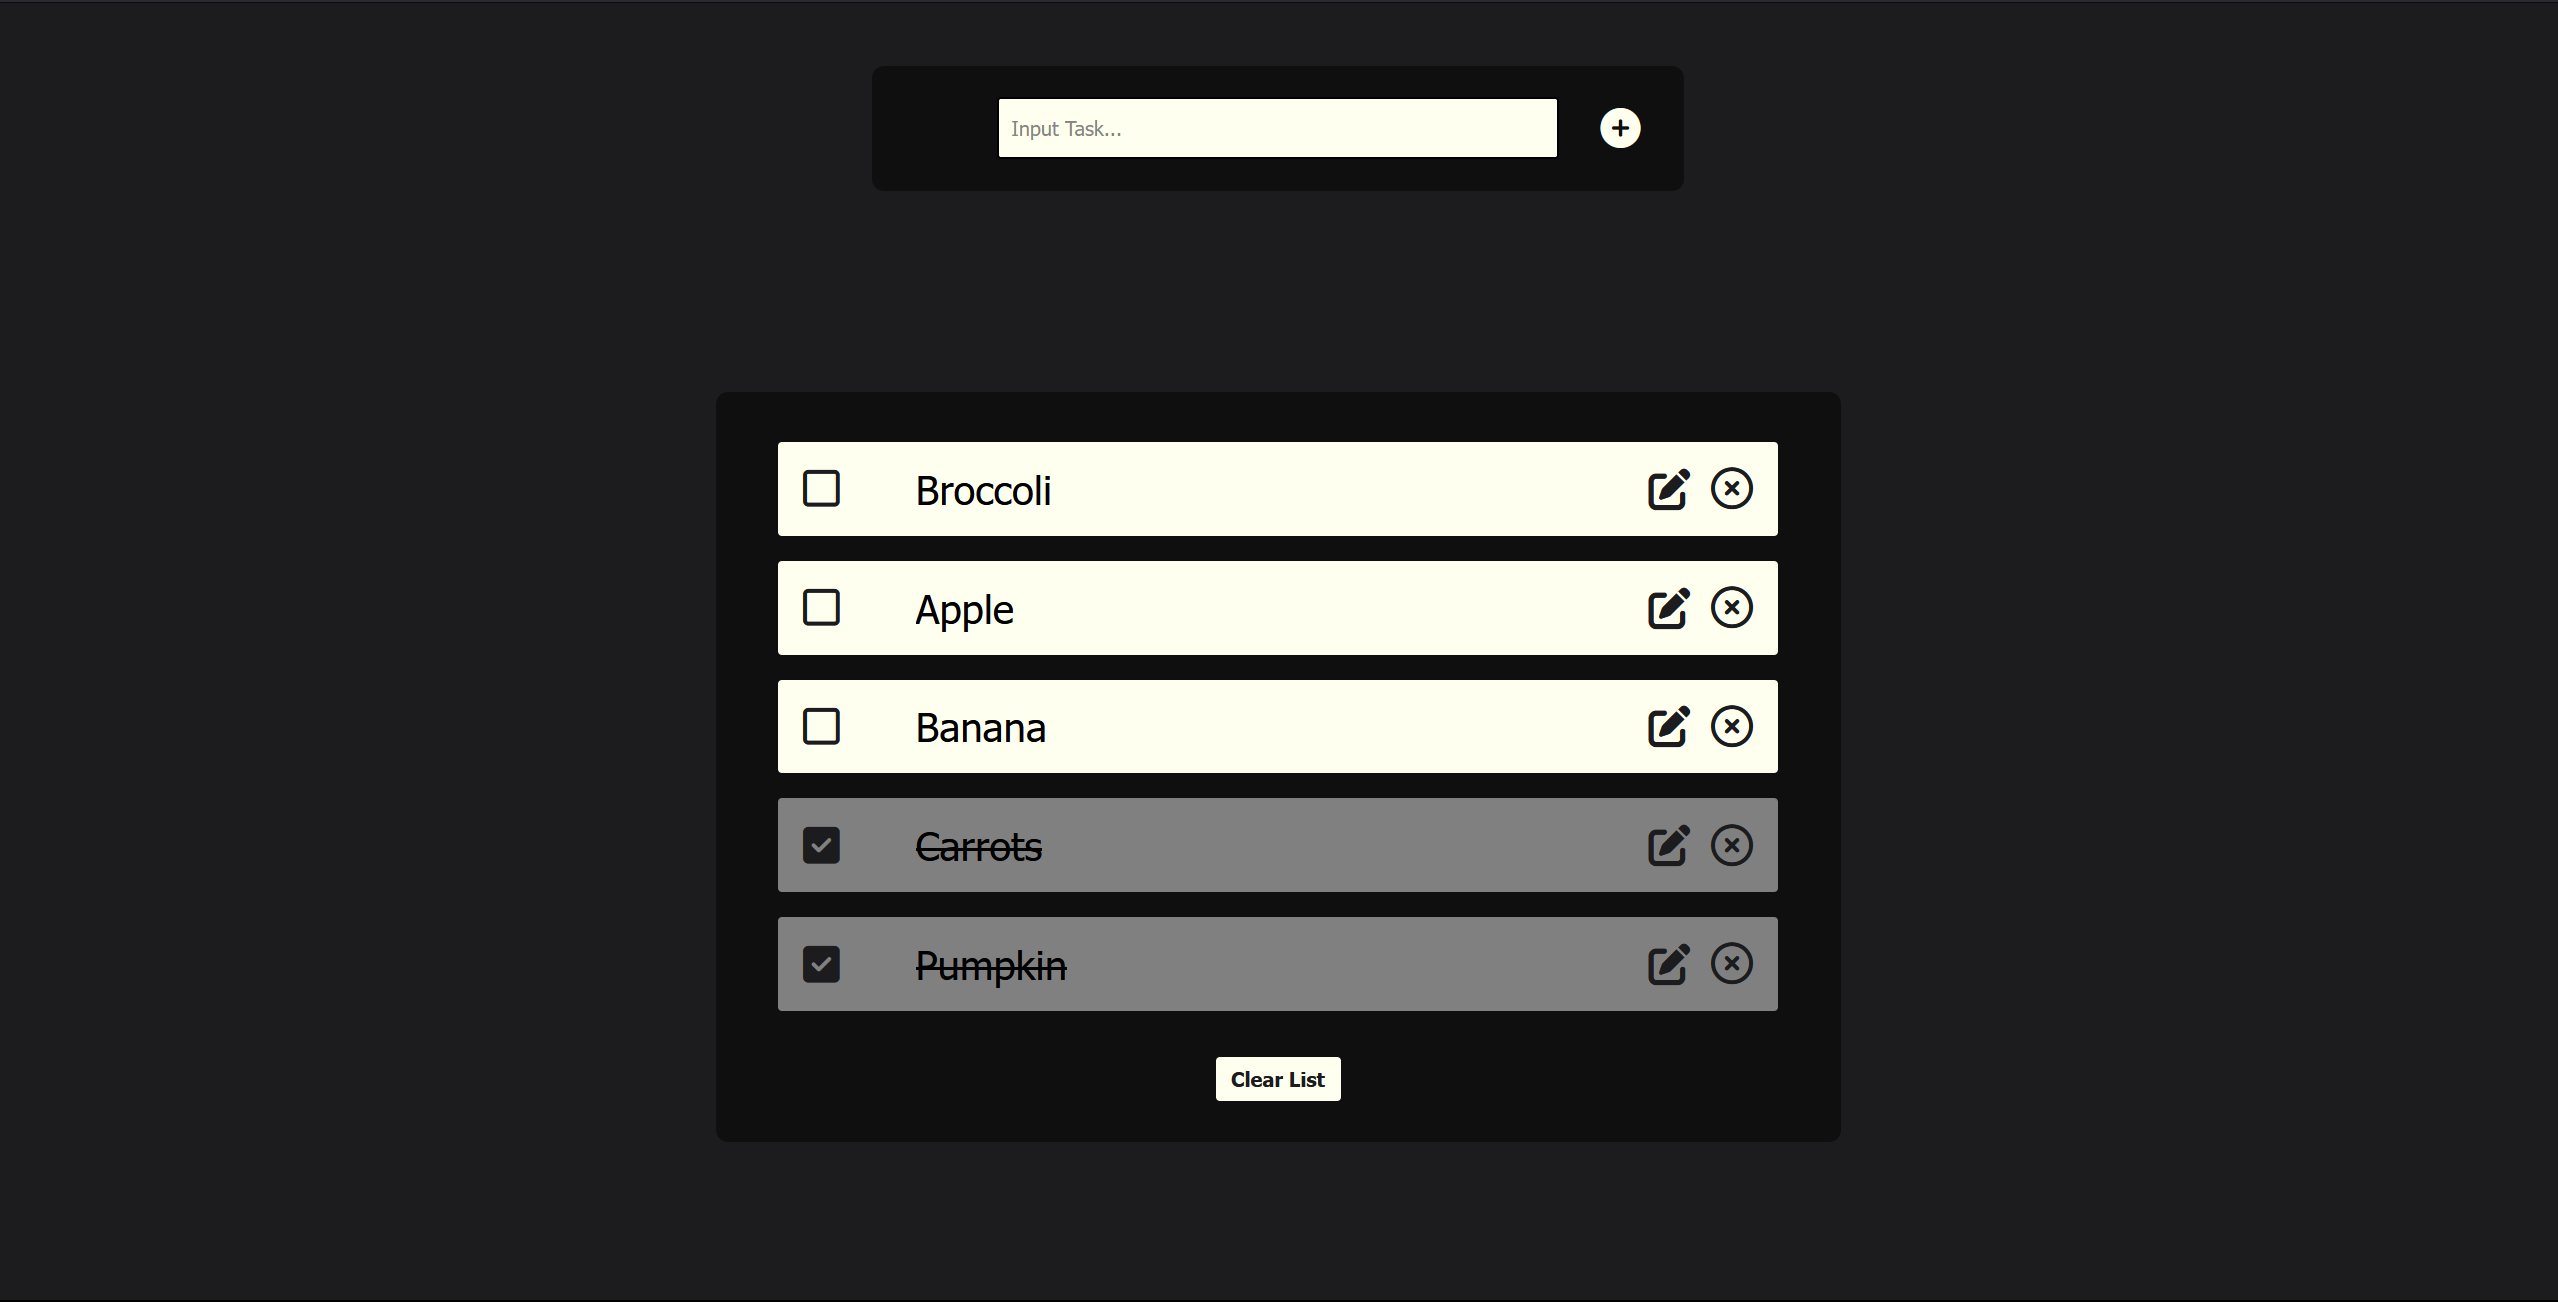 Input Task...
Broccoli
Apple
Banana
Carrots
Pumpkin
Clear List